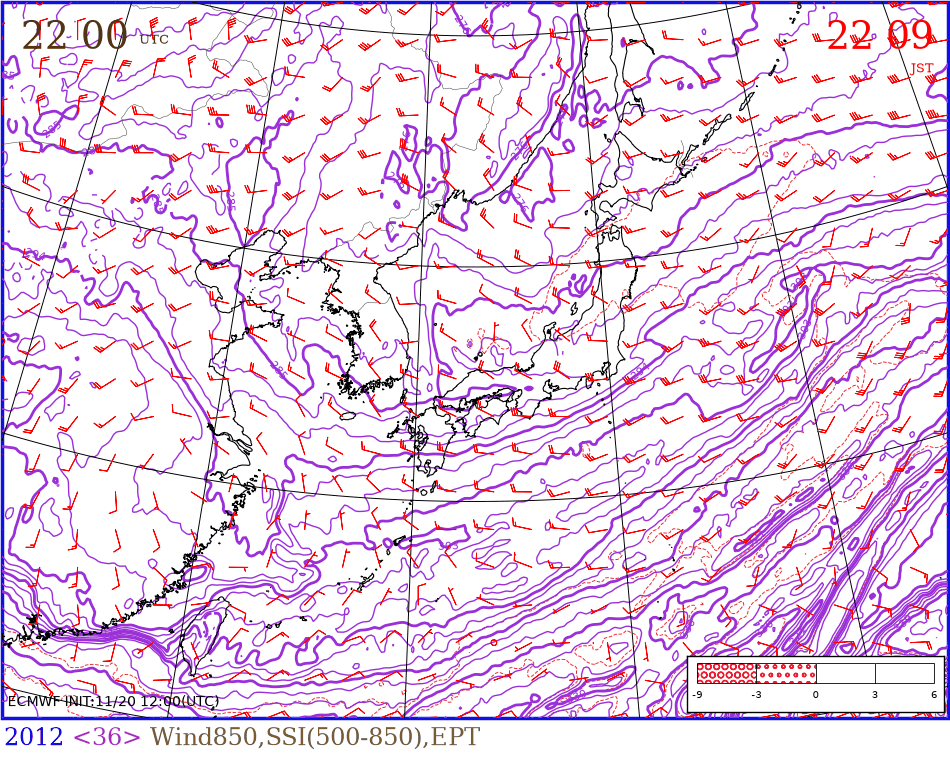 22 00 UTC
22 09
JST
ECMWF INIT:11/20 12:00(UTC)
-9 -3 0 3 6
2012 <36> Wind850,SSI(500-850),EPT